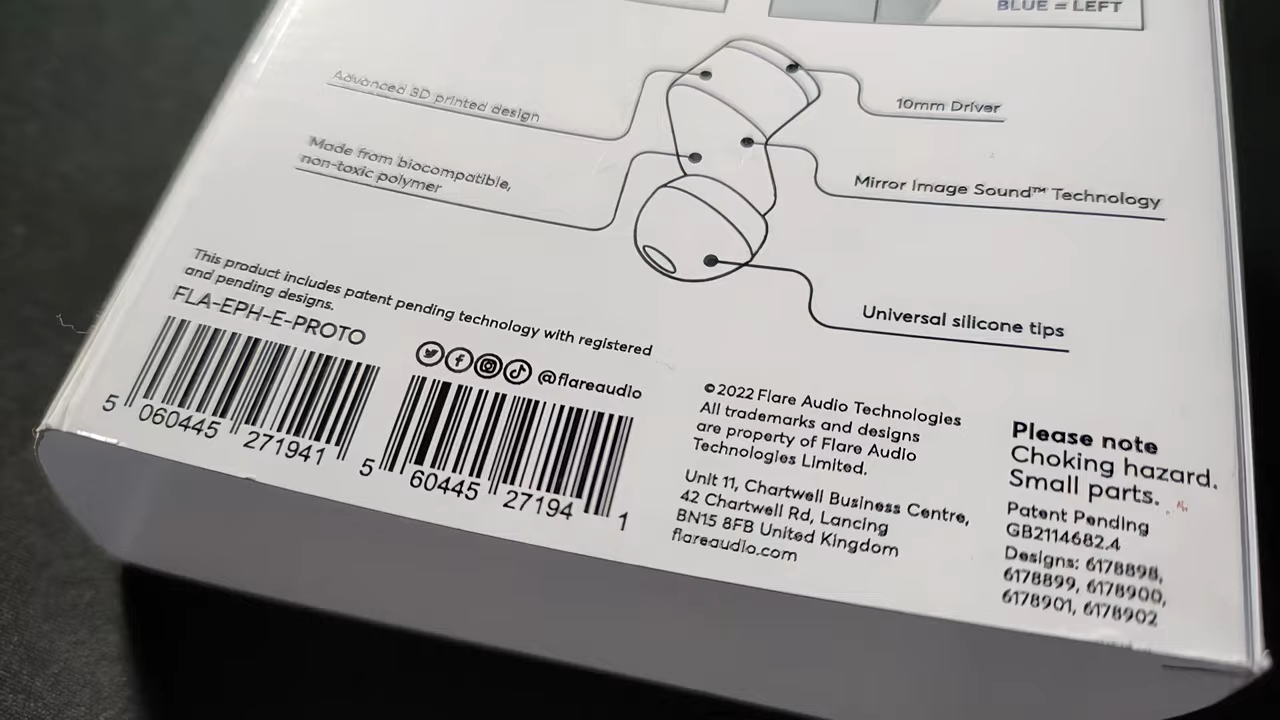 BLUE = LEFT
Advanced 3D printed design
10mm Driver
Made from biocompatible,
non-toxic polymer
Mirror Image Sound™ Technology
Universal silicone tips
This product includes patent pending technology with registered
and pending designs.
FLA-EPH-E-PROTO
@flareaudio
5 060445 271941
5 60445 27194 1
©2022 Flare Audio Technologies
All trademarks and designs
are property of Flare Audio
Technologies Limited.
Unit 11, Chartwell Business Centre,
42 Chartwell Rd, Lancing
BN15 8FB United Kingdom
flareaudio.com
Please note
Choking hazard.
Small parts.
Patent Pending
GB2114682.4
Designs: 6178898,
6178899, 6178900,
6178901, 6178902